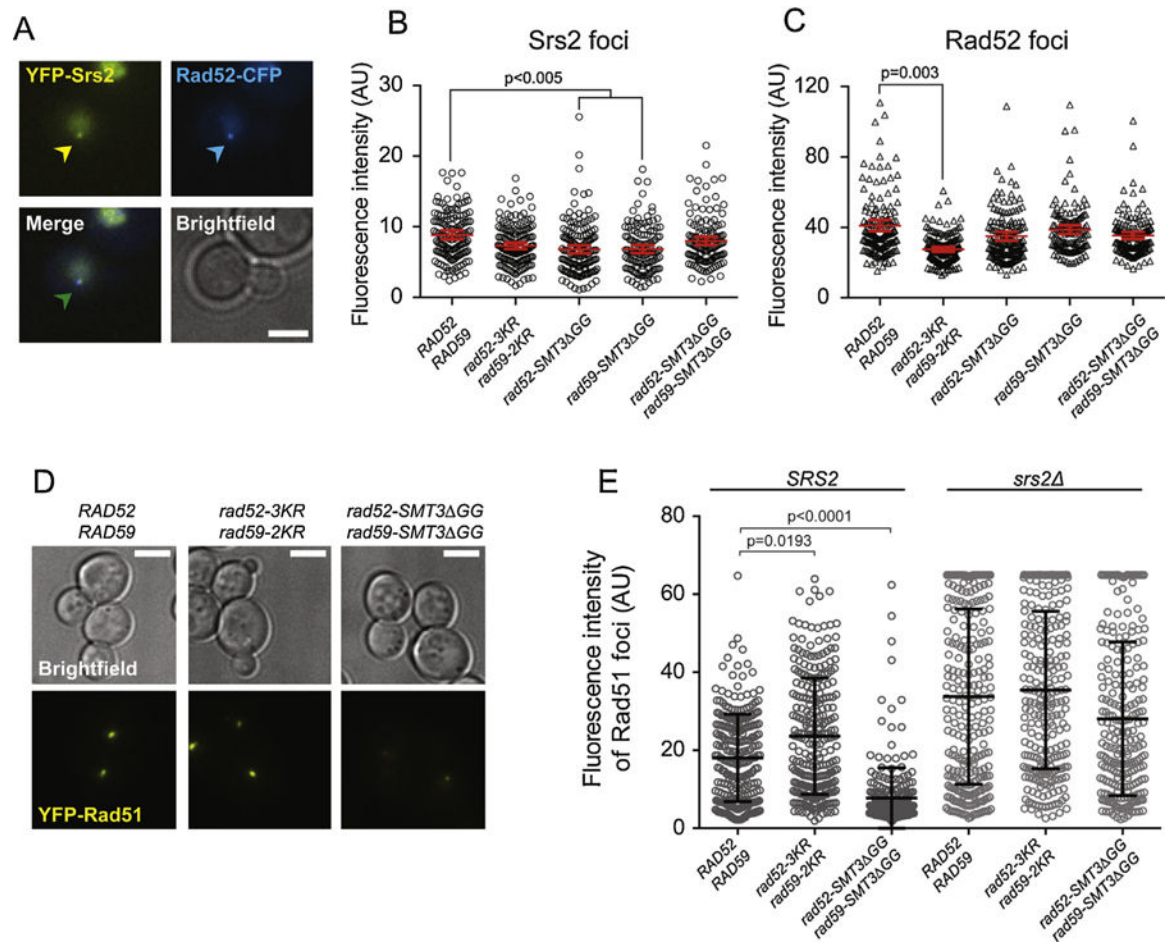 A
YFP-Srs2
Rad52-CFP
Merge
Brightfield
B
Srs2 foci
p<0.005
Fluorescence intensity (AU)
30
20
10
0
RAD52
RAD59
rad52-3KR
rad59-2KR
rad52-SMT3ΔGG
rad59-SMT3ΔGG
rad52-SMT3ΔGG
rad59-SMT3ΔGG
C
Rad52 foci
p=0.003
Fluorescence intensity (AU)
120
80
40
0
RAD52
RAD59
rad52-3KR
rad59-2KR
rad52-SMT3ΔGG
rad59-SMT3ΔGG
rad52-SMT3ΔGG
rad59-SMT3ΔGG
D
RAD52
RAD59
rad52-3KR
rad59-2KR
rad52-SMT3ΔGG
rad59-SMT3ΔGG
Brightfield
YFP-Rad51
E
SRS2
srs2Δ
p<0.0001
p=0.0193
Fluorescence intensity
of Rad51 foci (AU)
80
60
40
20
0
RAD52
RAD59
rad52-3KR
rad59-2KR
rad52-SMT3ΔGG
rad59-SMT3ΔGG
RAD52
RAD59
rad52-3KR
rad59-2KR
rad52-SMT3ΔGG
rad59-SMT3ΔGG